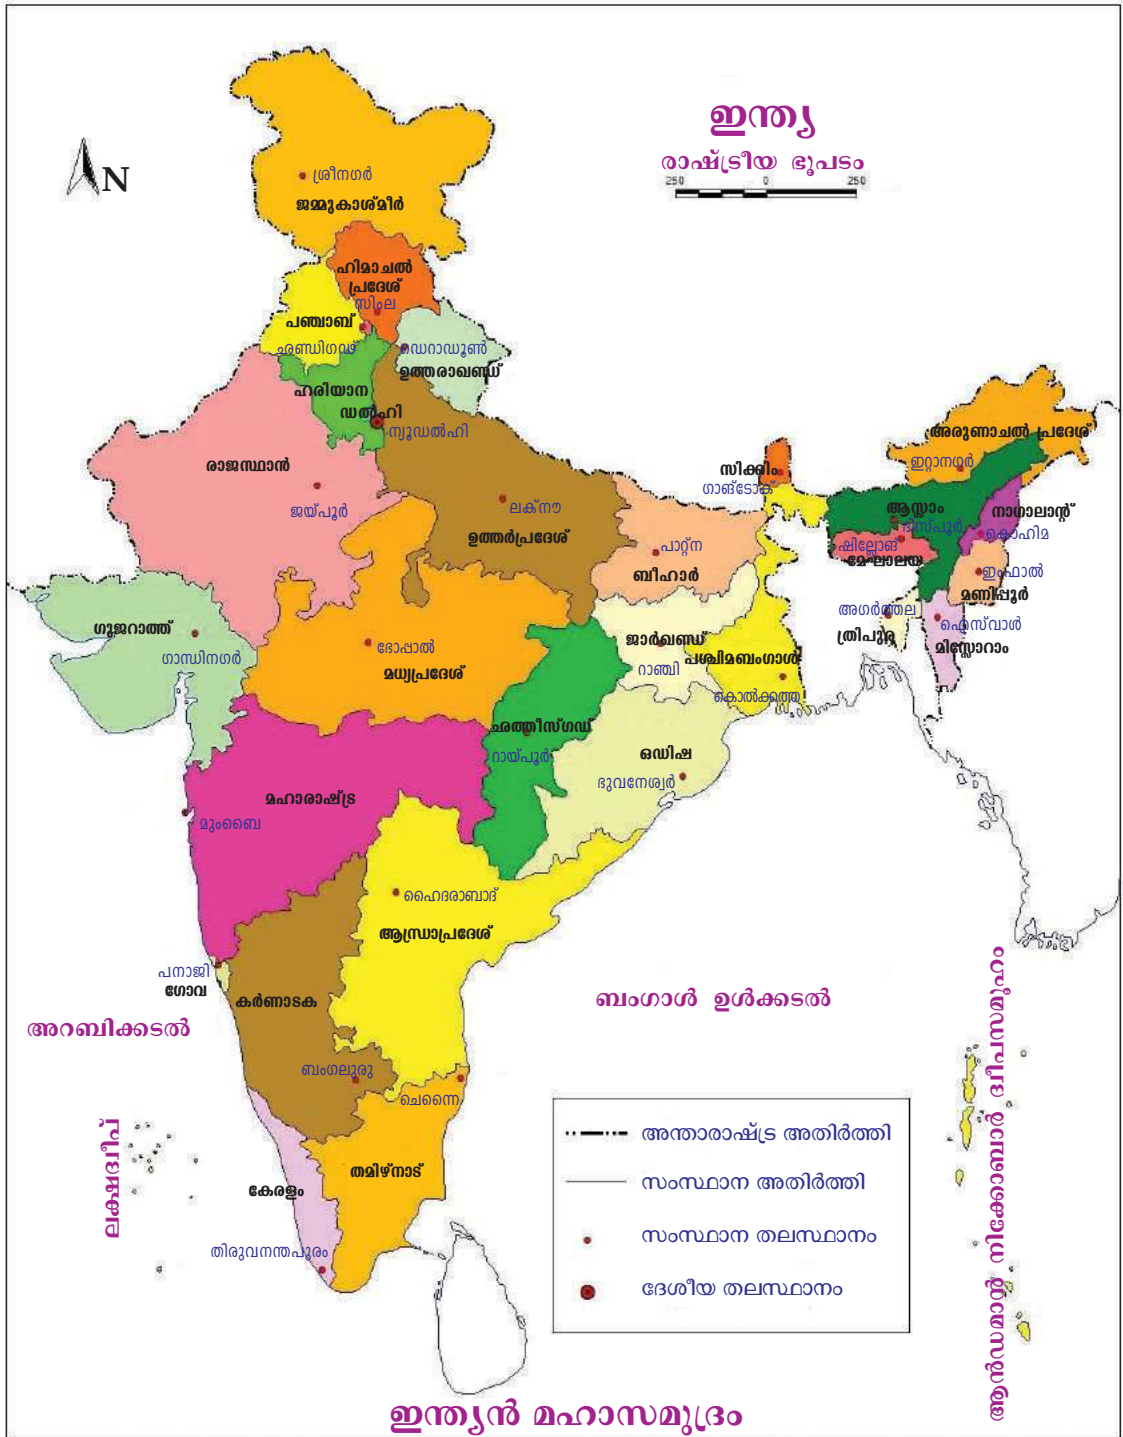 ഇന്ത്യ
രാഷ്ട്രീയ ഭൂപടം
250 0 250
N
ശ്രീനഗർ
ജമ്മുകാശ്മീർ
ഹിമാചൽ
പ്രദേശ്
സിംല
പഞ്ചാബ്
ഛണ്ഡിഗഢ്
ഡെറാഡൂൺ
ഉത്തരാഖണ്ഡ്
ഹരിയാന
ഡൽഹി
ന്യൂഡൽഹി
രാജസ്ഥാൻ
ജയ്പൂർ
ലക്നൗ
ഉത്തർപ്രദേശ്
സിക്കിം
ഗാങ്ടോക്
അരുണാചൽ പ്രദേശ്
ഇറ്റാനഗർ
ആസ്സാം
ദിസ്പൂർ
നാഗാലാന്റ്
കൊഹിമ
ഷില്ലോങ്
മേഘാലയ
ഇംഫാൽ
മണിപ്പൂർ
പാറ്റ്ന
ബീഹാർ
അഗർത്തല
ത്രിപുര
ഐസ്വാൾ
മിസ്സോറാം
ഗുജറാത്ത്
ഗാന്ധിനഗർ
ഭോപ്പാൽ
മധ്യപ്രദേശ്
ജാർഖണ്ഡ്
റാഞ്ചി
പശ്ചിമബംഗാൾ
കൊൽക്കത്ത
ഛത്തീസ്ഗഡ്
റായ്പൂർ
ഒഡിഷ
ഭുവനേശ്വർ
മഹാരാഷ്ട്ര
മുംബൈ
ഹൈദരാബാദ്
ആന്ധ്രാപ്രദേശ്
പനാജി
ഗോവ
കർണാടക
ബംഗലുരു
അറബിക്കടൽ
ബംഗാൾ ഉൾക്കടൽ
ചെന്നൈ
തമിഴ്നാട്
കേരളം
തിരുവനന്തപുരം
ലക്ഷദ്വീപ്
ആൻഡമാൻ നിക്കോബാർ ദ്വീപസമൂഹം
അന്താരാഷ്ട്ര അതിർത്തി
സംസ്ഥാന അതിർത്തി
സംസ്ഥാന തലസ്ഥാനം
ദേശീയ തലസ്ഥാനം
ഇന്ത്യൻ മഹാസമുദ്രം